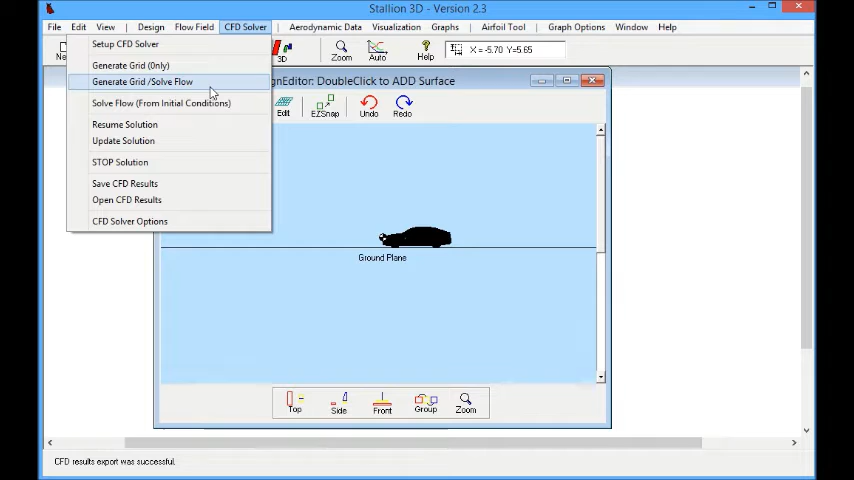 Stallion 3D - Version 2.3
File Edit View Design Flow Field CFD Solver Aerodynamic Data Visualization Graphs Airfoil Tool Graph Options Window Help
Setup CFD Solver
Generate Grid (Only)
Generate Grid /Solve Flow
Solve Flow (From Initial Conditions)
Resume Solution
Update Solution
STOP Solution
Save CFD Results
Open CFD Results
CFD Solver Options
Ne
3D
Zoom
Auto
Help
X = -5.70 Y=5.65
gnEditor: DoubleClick to ADD Surface
Edit EZSnap Undo Redo
Ground Plane
Top Side Front Group Zoom
CFD results export was successful.